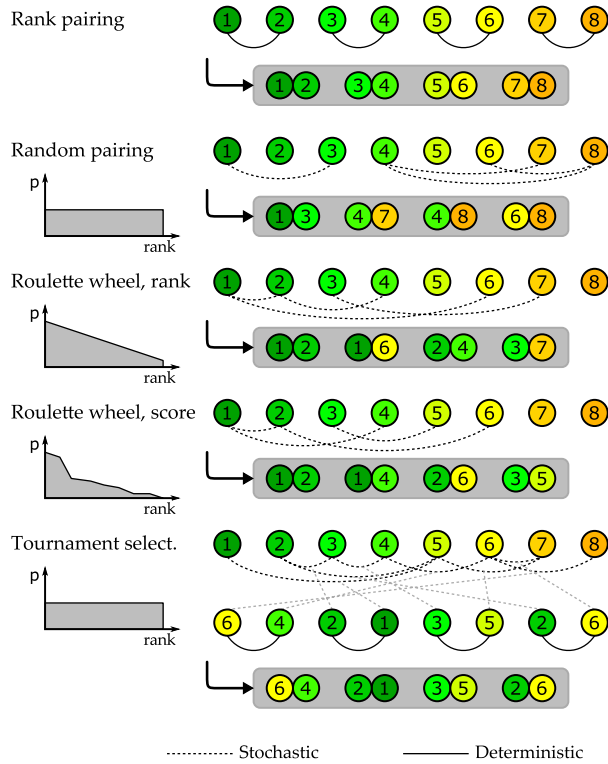 Rank pairing 1 2 3 4 5 6 7 8
1 2 3 4 5 6 7 8
Random pairing 1 2 3 4 5 6 7 8
p
1 3 4 7 4 8 6 8
rank
Roulette wheel, rank 1 2 3 4 5 6 7 8
p
1 2 1 6 2 4 3 7
rank
Roulette wheel, score 1 2 3 4 5 6 7 8
p
1 2 1 4 2 6 3 5
rank
Tournament select. 1 2 3 4 5 6 7 8
p
6 4 2 1 3 5 2 6
rank
6 4 2 1 3 5 2 6
Stochastic Deterministic